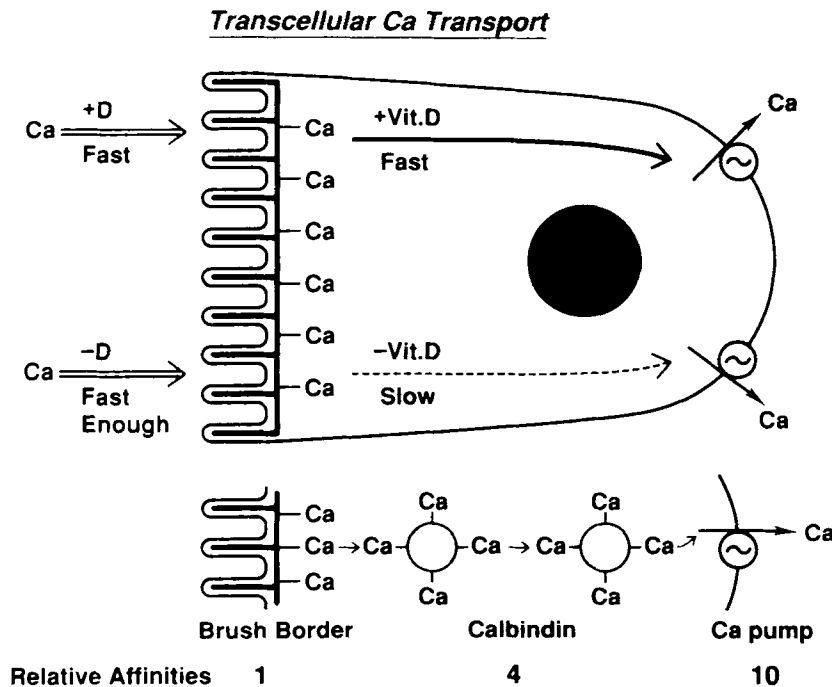 Transcellular Ca Transport
Ca
+D
Fast
Ca
+Vit.D
Fast
Ca
Ca
Ca
Ca
Ca
Ca
–D
Fast
Enough
Ca
–Vit.D
Slow
Ca
Ca
Ca
Ca
Ca
Ca
Ca
Ca
Ca
Ca
Ca
Ca
Ca
Ca
Brush Border
Calbindin
Ca pump
Relative Affinities 1 4 10